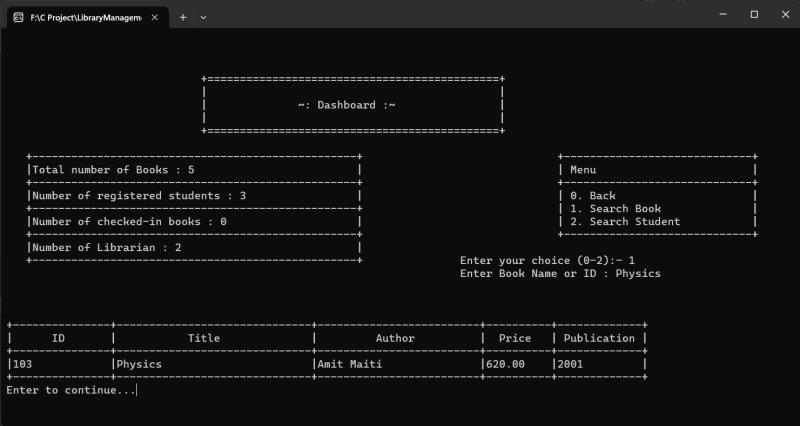 F:\C Project\LibraryManagem
~: Dashboard :~
Total number of Books : 5
Number of registered students : 3
Number of checked-in books : 0
Number of Librarian : 2
Menu
0. Back
1. Search Book
2. Search Student
Enter your choice (0-2):- 1
Enter Book Name or ID : Physics
ID Title Author Price Publication
103 Physics Amit Maiti 620.00 2001
Enter to continue...